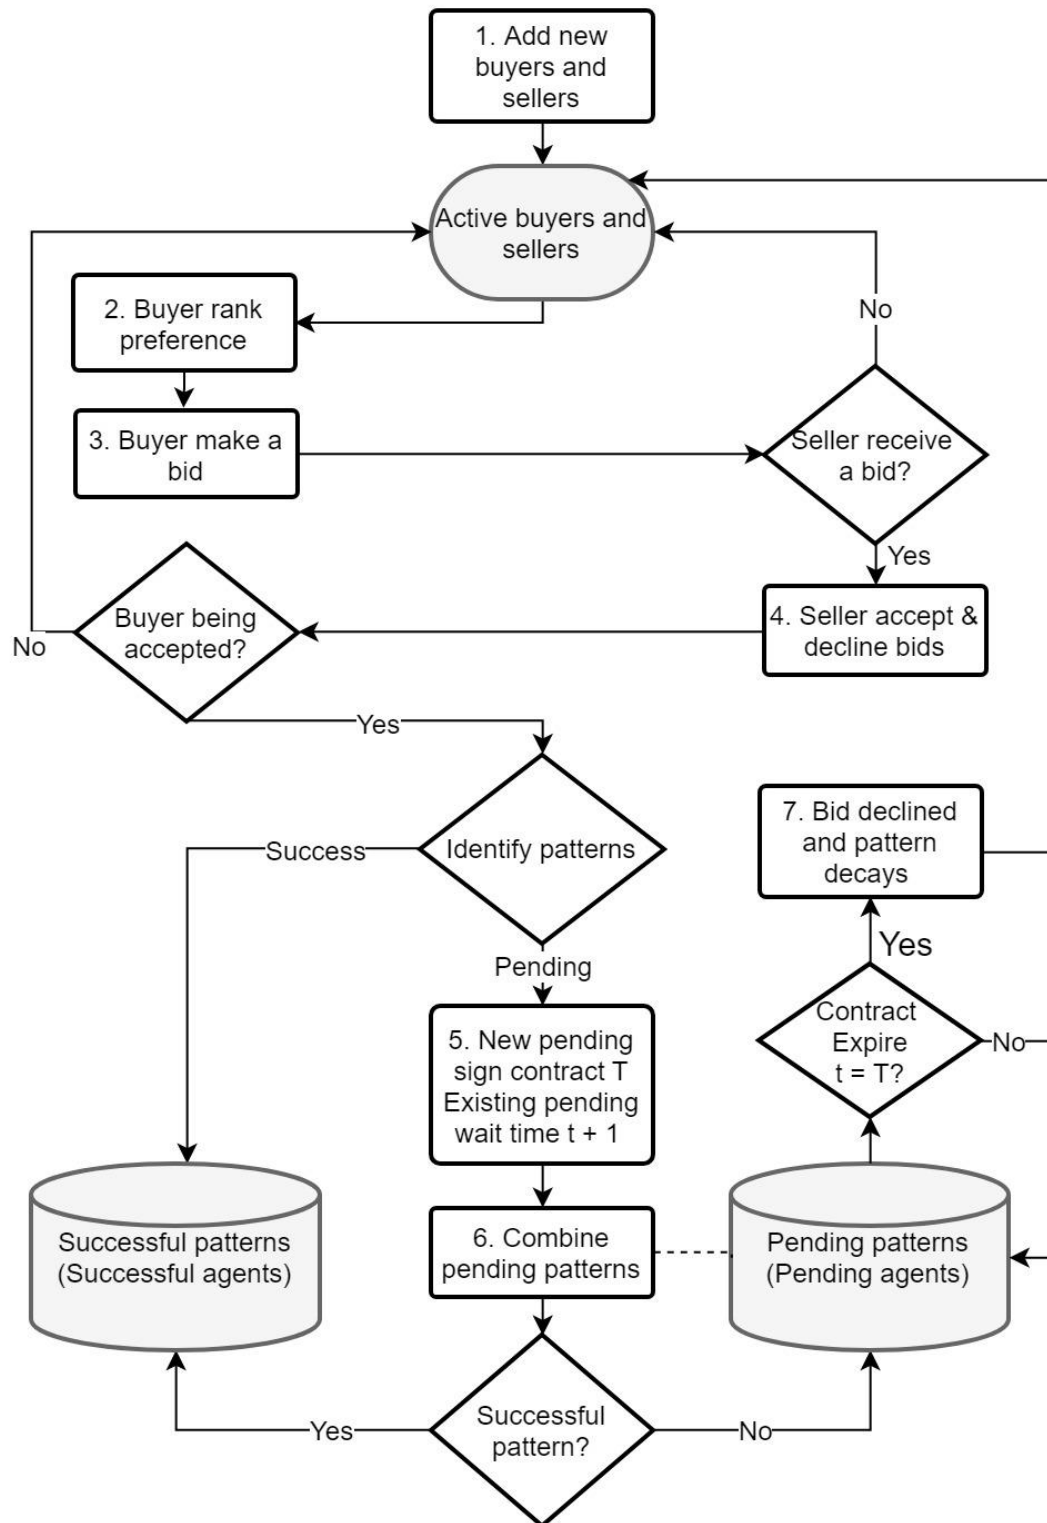 1. Add new
buyers and
sellers
Active buyers and
sellers
2. Buyer rank
preference
No
3. Buyer make a
bid
Seller receive
a bid?
Yes
Buyer being
accepted?
No
4. Seller accept &
decline bids
Yes
Success
Identify patterns
7. Bid declined
and pattern
decays
Yes
Pending
5. New pending
sign contract T
Existing pending
wait time t + 1
Contract
Expire
t = T?
No
Successful patterns
(Successful agents)
6. Combine
pending patterns
Pending patterns
(Pending agents)
Yes
Successful
pattern?
No